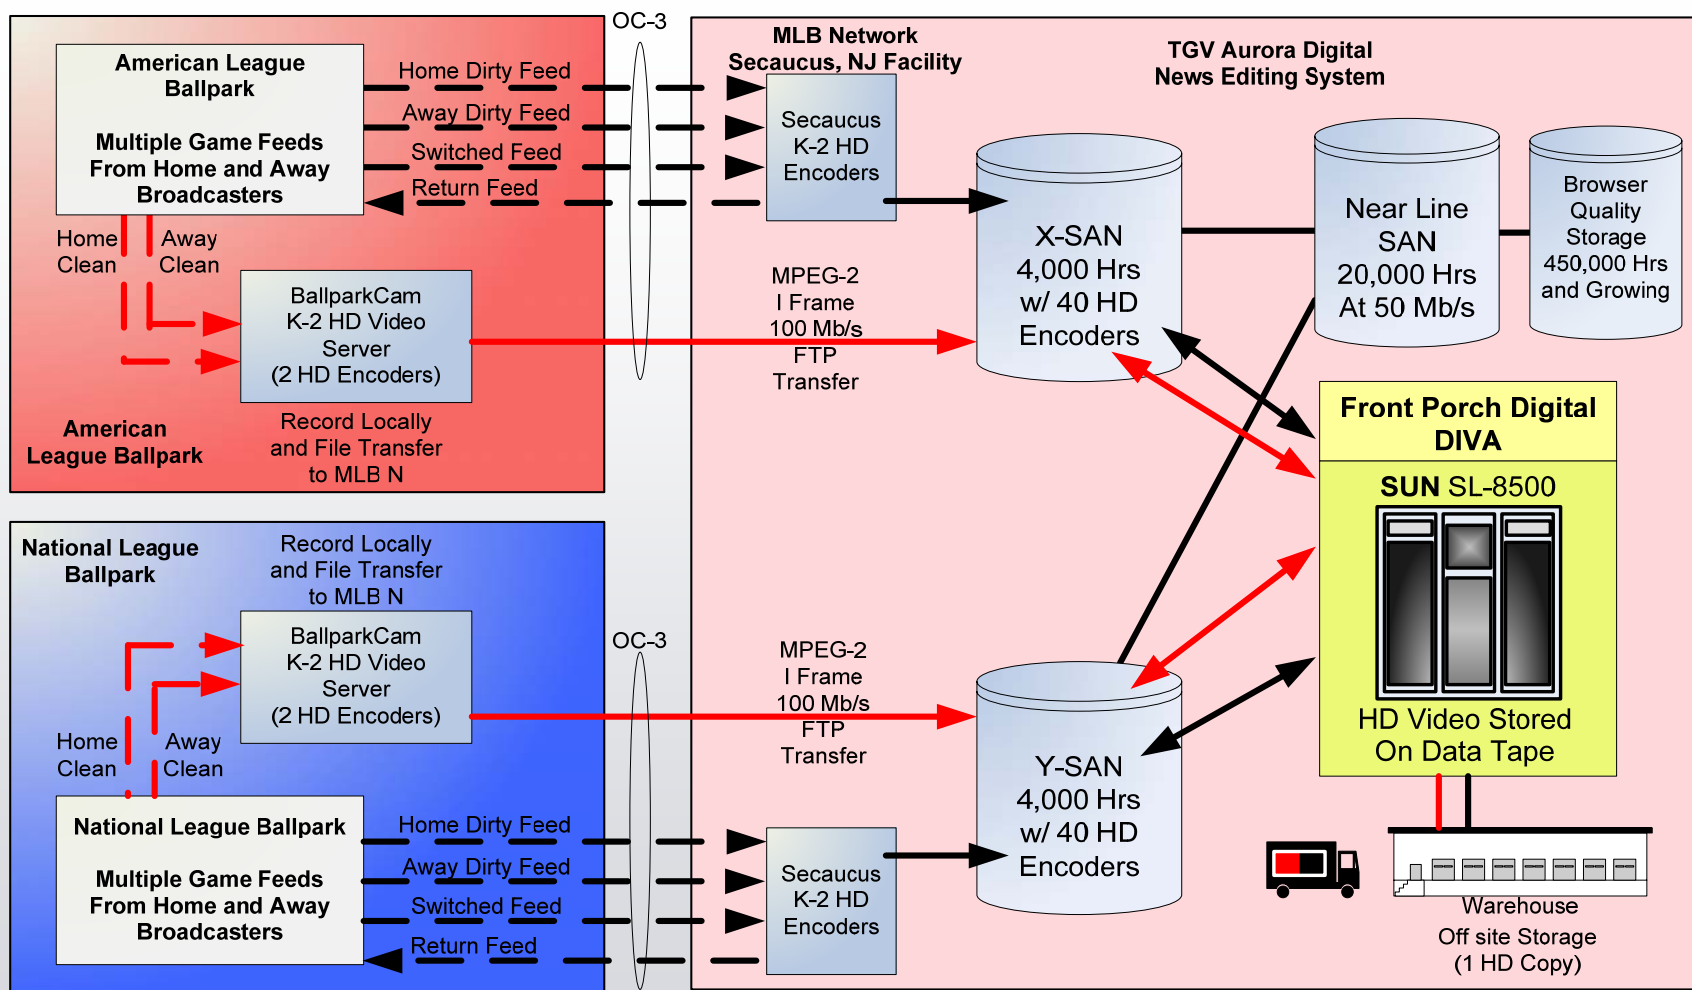 OC-3
American League
Ballpark
Multiple Game Feeds
From Home and Away
Broadcasters
Home Dirty Feed
Away Dirty Feed
Switched Feed
Return Feed
Home
Clean
Away
Clean
BallparkCam
K-2 HD Video
Server
(2 HD Encoders)
Record Locally
and File Transfer
to MLB N
American
League Ballpark
MLB Network
Secaucus, NJ Facility
Secaucus
K-2 HD
Encoders
MPEG-2
I Frame
100 Mb/s
FTP
Transfer
TGV Aurora Digital
News Editing System
X-SAN
4,000 Hrs
w/ 40 HD
Encoders
Near Line
SAN
20,000 Hrs
At 50 Mb/s
Browser
Quality
Storage
450,000 Hrs
and Growing
Front Porch Digital
DIVA
SUN SL-8500
HD Video Stored
On Data Tape
National League
Ballpark
Record Locally
and File Transfer
to MLB N
BallparkCam
K-2 HD Video
Server
(2 HD Encoders)
Home
Clean
Away
Clean
National League Ballpark
Multiple Game Feeds
From Home and Away
Broadcasters
Home Dirty Feed
Away Dirty Feed
Switched Feed
Return Feed
OC-3
MPEG-2
I Frame
100 Mb/s
FTP
Transfer
Secaucus
K-2 HD
Encoders
Y-SAN
4,000 Hrs
w/ 40 HD
Encoders
Warehouse
Off site Storage
(1 HD Copy)